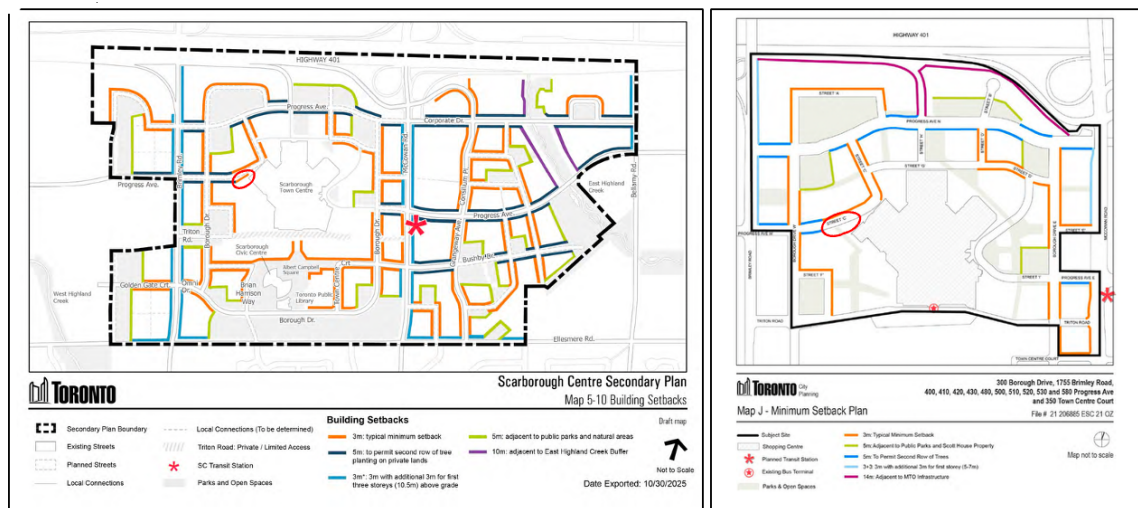 HIGHWAY 401
Progress Ave.
Corporate Dr.
Brimley Rd.
McCowan Rd.
Consilium Pl.
Bellamy Rd.
Progress Ave.
Scarborough
Town Centre
East Highland
Creek
Progress Ave.
Borough Dr.
Triton
Rd.
Scarborough
Civic Centre
Borough Dr.
Grangeway Ave.
Bushby
Albert Campbell
Square
Town Centre
Crt
West Highland
Creek
Golden Gate Crt.
Omni
Dr.
Brian
Harrison
Way
Toronto Public
Library
Borough Dr.
Ellesmere Rd.
TORONTO
Scarborough Centre Secondary Plan
Map 5-10 Building Setbacks
Secondary Plan Boundary
Existing Streets
Planned Streets
Local Connections
Local Connections (To be determined)
Triton Road: Private / Limited Access
SC Transit Station
Parks and Open Spaces
Building Setbacks
3m: typical minimum setback
5m: to permit second row of tree
planting on private lands
3m*: 3m with additional 3m for first
three storeys (10.5m) above grade
5m: adjacent to public parks and natural areas
10m: adjacent to East Highland Creek Buffer
Draft map
Not to Scale
Date Exported: 10/30/2025
HIGHWAY 401
PROGRESS AVE W
BRIMLEY ROAD
MCCOWAN ROAD
PROGRESS AVE E
TRITON ROAD
TRITON ROAD
TOWN CENTRE COURT
TORONTO City
Planning
300 Borough Drive, 1755 Brimley Road,
400, 410, 420, 430, 480, 500, 510, 520, 530 and 580 Progress Ave
and 350 Town Centre Court
Map J - Minimum Setback Plan
File # 21 206885 ESC 21 OZ
Subject Site
Shopping Centre
Planned Transit Station
Existing Bus Terminal
Parks & Open Spaces
3m: Typical Minimum Setback
5m: Adjacent to Public Parks and Scott House Property
5m: To Permit Second Row of Trees
3+3: 3m with additional 3m for first storey (5-7m)
14m: Adjacent to MTO Infrastructure
Map not to scale